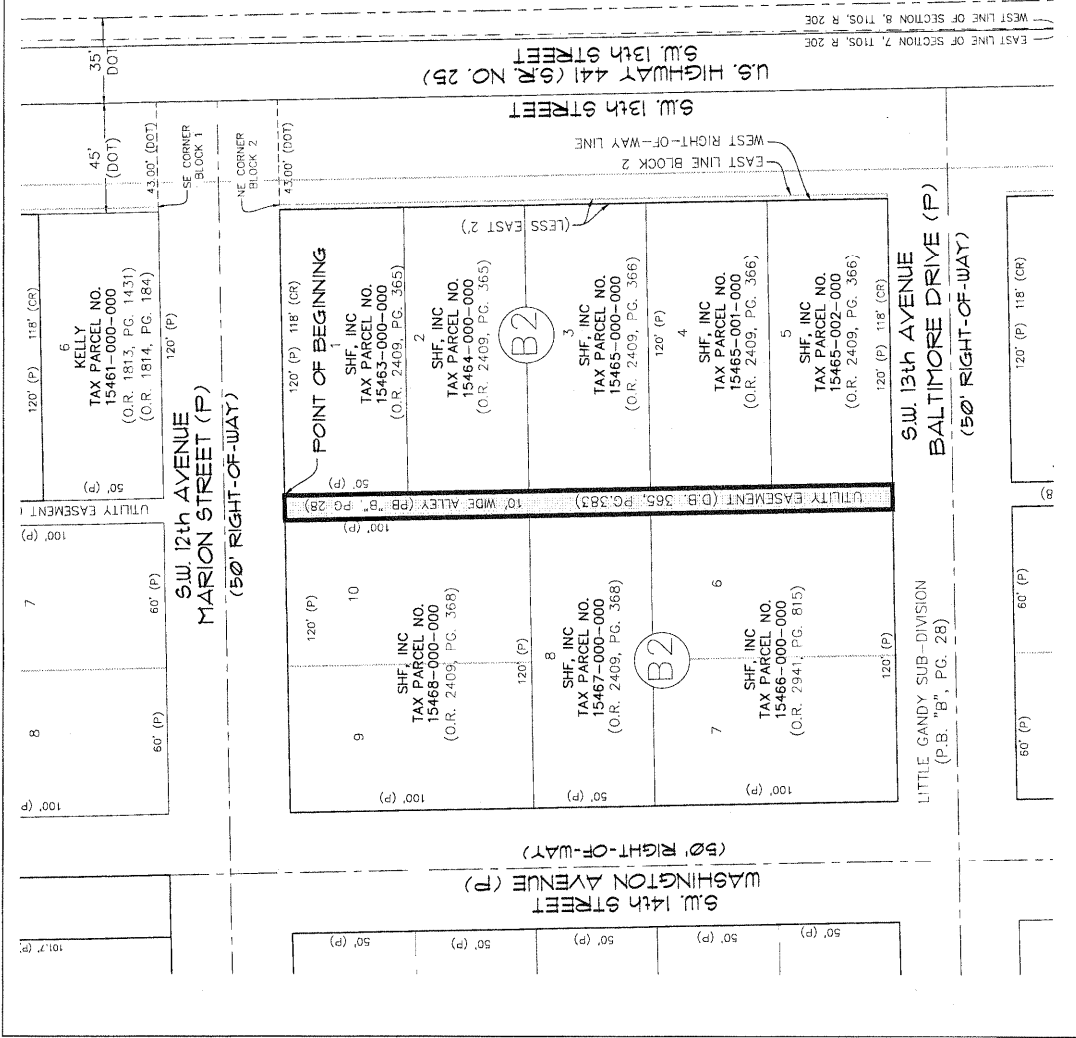 WEST LINE OF SECTION 8, T10S, R 20E
EAST LINE OF SECTION 7, T10S, R 20E
35'
DOT
U.S. HIGHWAY 441 (S.R. NO. 25)
S.W. 13th STREET
S.W. 13th STREET
45'
(DOT)
43.00' (DOT)
SE CORNER
BLOCK 1
NE CORNER
BLOCK 2
43.00' (DOT)
WEST RIGHT-OF-WAY LINE
EAST LINE BLOCK 2
(LESS EAST 2')
120' (P) 118' (CR)
6
KELLY
TAX PARCEL NO.
15461-000-000
(O.R. 1813, PG. 1431)
(O.R. 1814, PG. 184)
120' (P)
50' (P)
UTILITY EASEMENT
S.W. 12th AVENUE
MARION STREET (P)
(50' RIGHT-OF-WAY)
POINT OF BEGINNING
120' (P) 118' (CR)
1
SHF, INC
TAX PARCEL NO.
15463-000-000
(O.R. 2409, PG. 365)
50' (P)
2
SHF, INC
TAX PARCEL NO.
15464-000-000
(O.R. 2409, PG. 365)
B2
3
SHF, INC
TAX PARCEL NO.
15465-000-000
(O.R. 2409, PG. 366)
120' (P)
4
SHF, INC
TAX PARCEL NO.
15465-001-000
(O.R. 2409, PG. 366)
5
SHF, INC
TAX PARCEL NO.
15465-002-000
(O.R. 2409, PG. 366)
120' (P) 118' (CR)
S.W. 13th AVENUE
BALTIMORE DRIVE (P)
(50' RIGHT-OF-WAY)
120' (P) 118' (CR)
UTILITY EASEMENT (D.B. 365, PG.383)
10' WIDE ALLEY (PB "B", PG 28)
100' (P)
7
60' (P)
8
60' (P)
100' (P)
100' (P)
120' (P)
10
9
SHF, INC
TAX PARCEL NO.
15468-000-000
(O.R. 2409, PG. 368)
120' (P)
100' (P)
8
SHF, INC
TAX PARCEL NO.
15467-000-000
(O.R. 2409, PG. 368)
50' (P)
B2
6
7
SHF, INC
TAX PARCEL NO.
15466-000-000
(O.R. 2941, PG. 815)
120' (P)
100' (P)
LITTLE GANDY SUB-DIVISION
(P.B. "B", PG. 28)
60' (P)
60' (P)
(50' RIGHT-OF-WAY)
WASHINGTON AVENUE (P)
S.W. 14th STREET
101.7' (P)
50' (P)
50' (P)
50' (P)
50' (P)
50' (P)